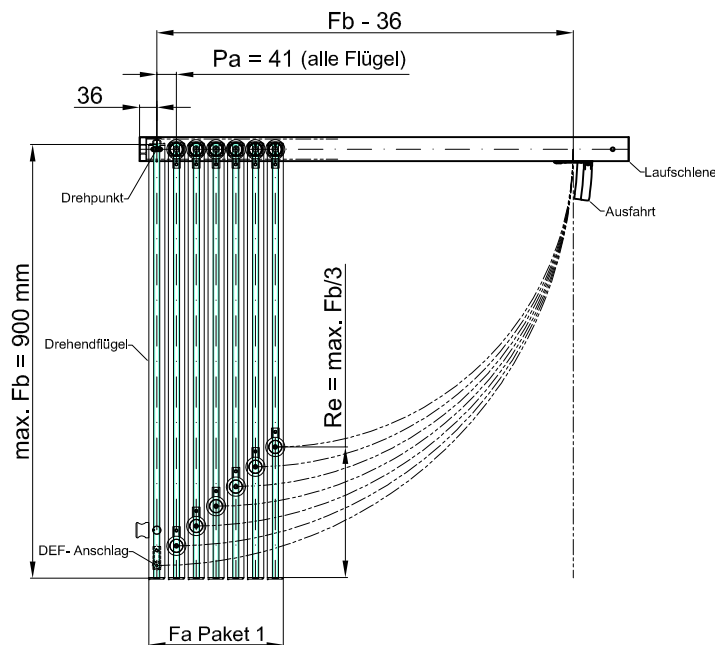 Fb - 36
Pa = 41 (alle Flügel)
36
Laufschlene
Drehpunkt
Ausfahrt
max. Fb = 900 mm
Drehendflügel
Re = max. Fb/3
DEF- Anschlag
Fa Paket 1